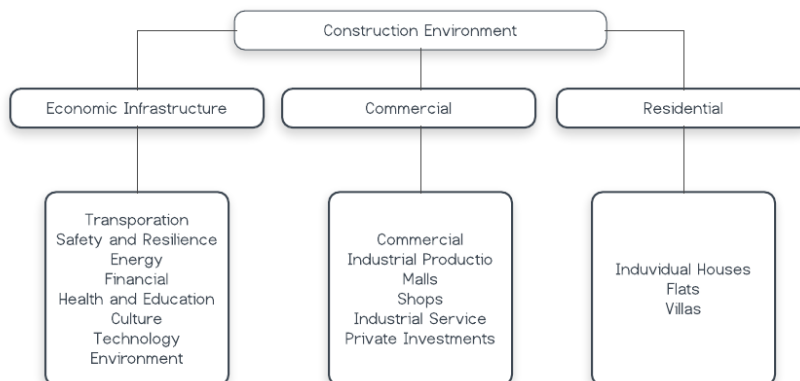 Construction Environment
Economic Infrastructure
Commercial
Residential
Transporation
Safety and Resilience
Energy
Financial
Health and Education
Culture
Technology
Environment
Commercial
Industrial Productio
Malls
Shops
Industrial Service
Private Investments
Induvidual Houses
Flats
Villas